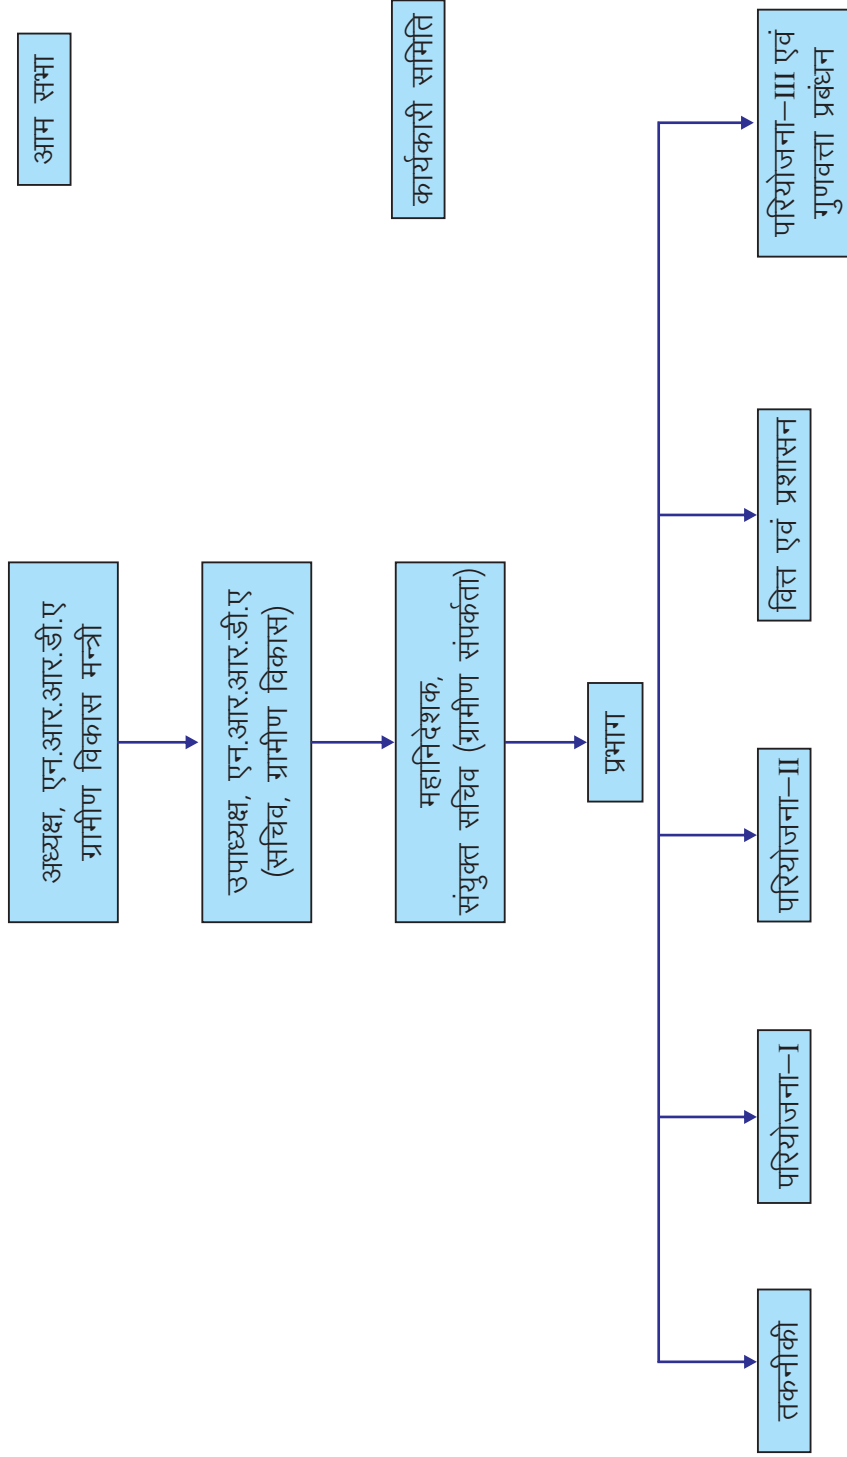 अध्यक्ष, एन.आर.आर.डी.ए
ग्रामीण विकास मन्त्री
आम सभा
उपाध्यक्ष, एन.आर.आर.डी.ए
(सचिव, ग्रामीण विकास)
महानिदेशक,
संयुक्त सचिव (ग्रामीण संपर्कता)
कार्यकारी समिति
प्रभाग
तकनीकी
परियोजना–I
परियोजना–II
वित्त एवं प्रशासन
परियोजना–III एवं
गुणवत्ता प्रबंधन